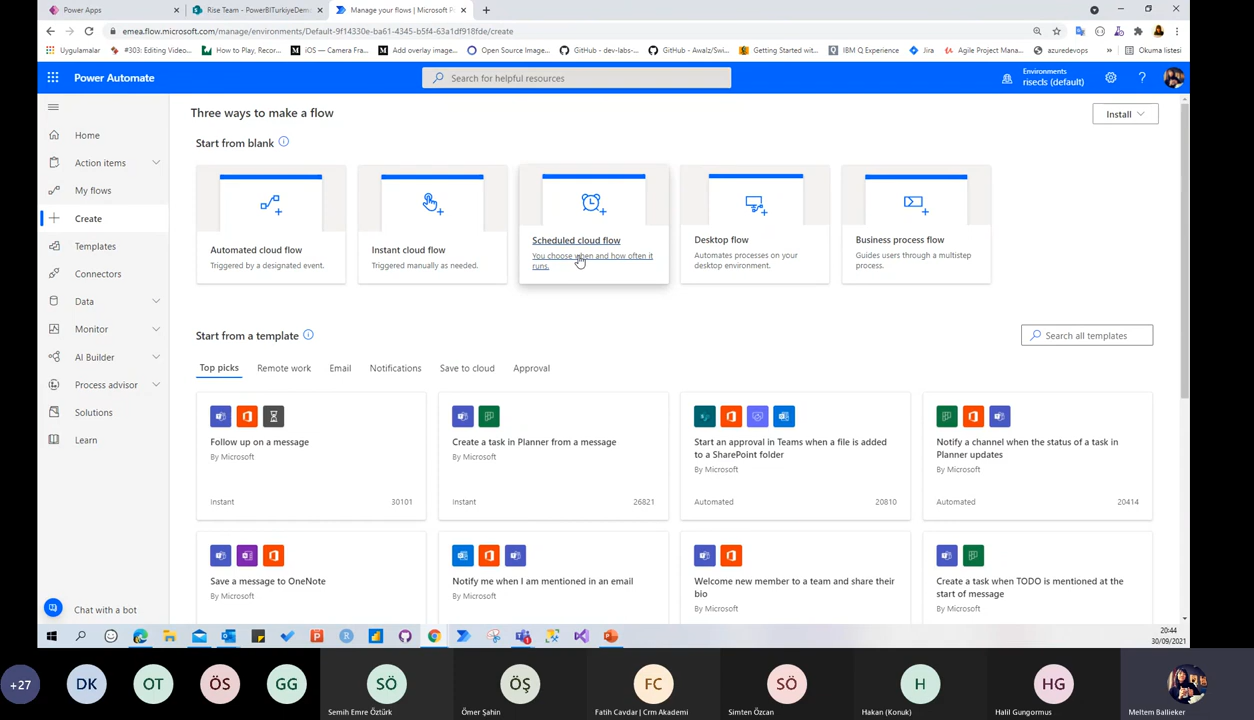 Power Apps
Rise Team - PowerBITurkiyeDem
Manage your flows | Microsoft P
emea.flow.microsoft.com/manage/environments/Default-9f14330e-ba61-4345-b5f4-63a1df918fde/create
Uygulamalar
#303: Editing Video...
How to Play, Recor...
iOS — Camera Fra...
Add overlay image...
Open Source Image...
GitHub - dev-labs-...
GitHub - Awalz/Swi...
Getting Started wit...
IBM Q Experience
Jira
Agile Project Mana...
azuredevops
»
Okuma listesi
Power Automate
Search for helpful resources
Environments
risecls (default)
Home
Action items
My flows
Create
Templates
Connectors
Data
Monitor
AI Builder
Process advisor
Solutions
Learn
Chat with a bot
Three ways to make a flow
Install
Start from blank
Automated cloud flow
Triggered by a designated event.
Instant cloud flow
Triggered manually as needed.
Scheduled cloud flow
You choose when and how often it
runs.
Desktop flow
Automates processes on your
desktop environment.
Business process flow
Guides users through a multistep
process.
Start from a template
Search all templates
Top picks
Remote work
Email
Notifications
Save to cloud
Approval
Follow up on a message
By Microsoft
Instant
30101
Create a task in Planner from a message
By Microsoft
Instant
26821
Start an approval in Teams when a file is added
to a SharePoint folder
By Microsoft
Automated
20810
Notify a channel when the status of a task in
Planner updates
By Microsoft
Automated
20414
Save a message to OneNote
By Microsoft
Notify me when I am mentioned in an email
By Microsoft
Welcome new member to a team and share their
bio
By Microsoft
Create a task when TODO is mentioned at the
start of message
By Microsoft
20:44
30/09/2021
+27
DK
OT
ÖS
GG
SÖ
Semih Emre Öztürk
ÖŞ
Ömer Şahin
FC
Fatih Cavdar | Crm Akademi
SÖ
Simten Özcan
H
Hakan (Konuk)
HG
Halil Gungormus
Meltem Ballieker